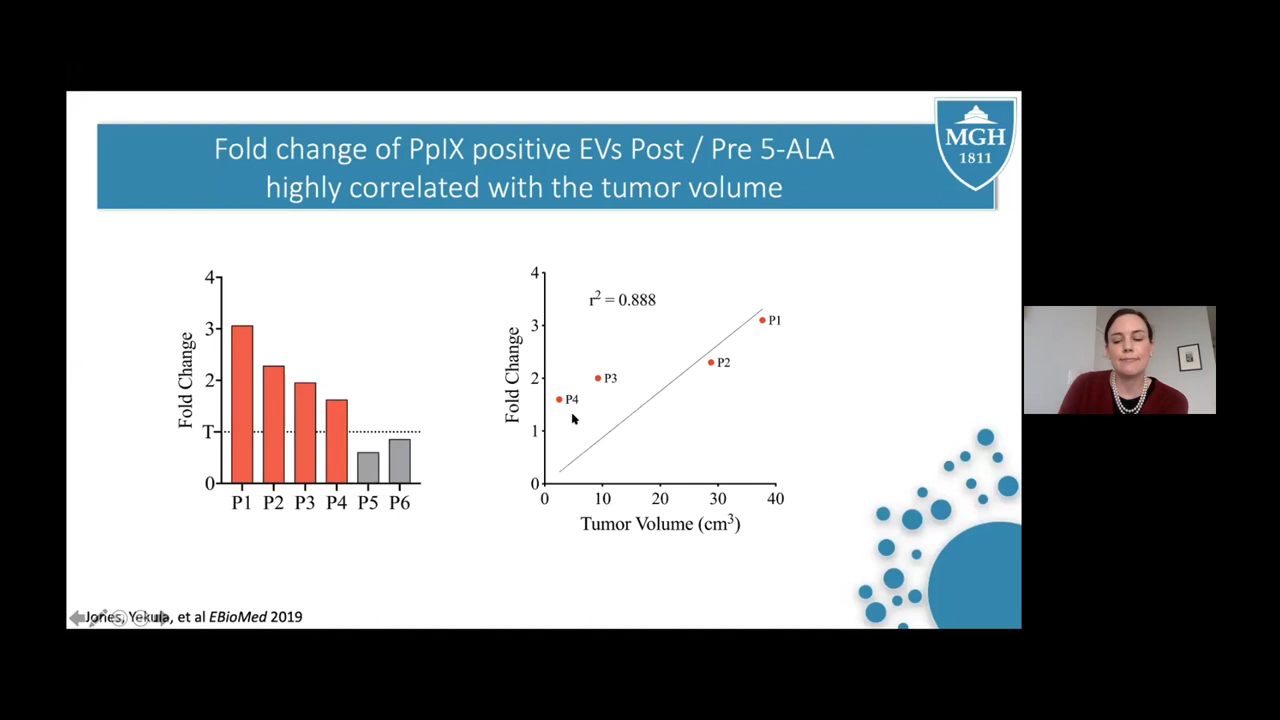 Fold change of PpIX positive EVs Post / Pre 5-ALA
highly correlated with the tumor volume
MGH
1811
4
3
2
T
0
Fold Change
P1 P2 P3 P4 P5 P6
4
3
2
1
0
Fold Change
r² = 0.888
P1
P2
P3
P4
0 10 20 30 40
Tumor Volume (cm³)
Jones, Yekula, et al EBioMed 2019